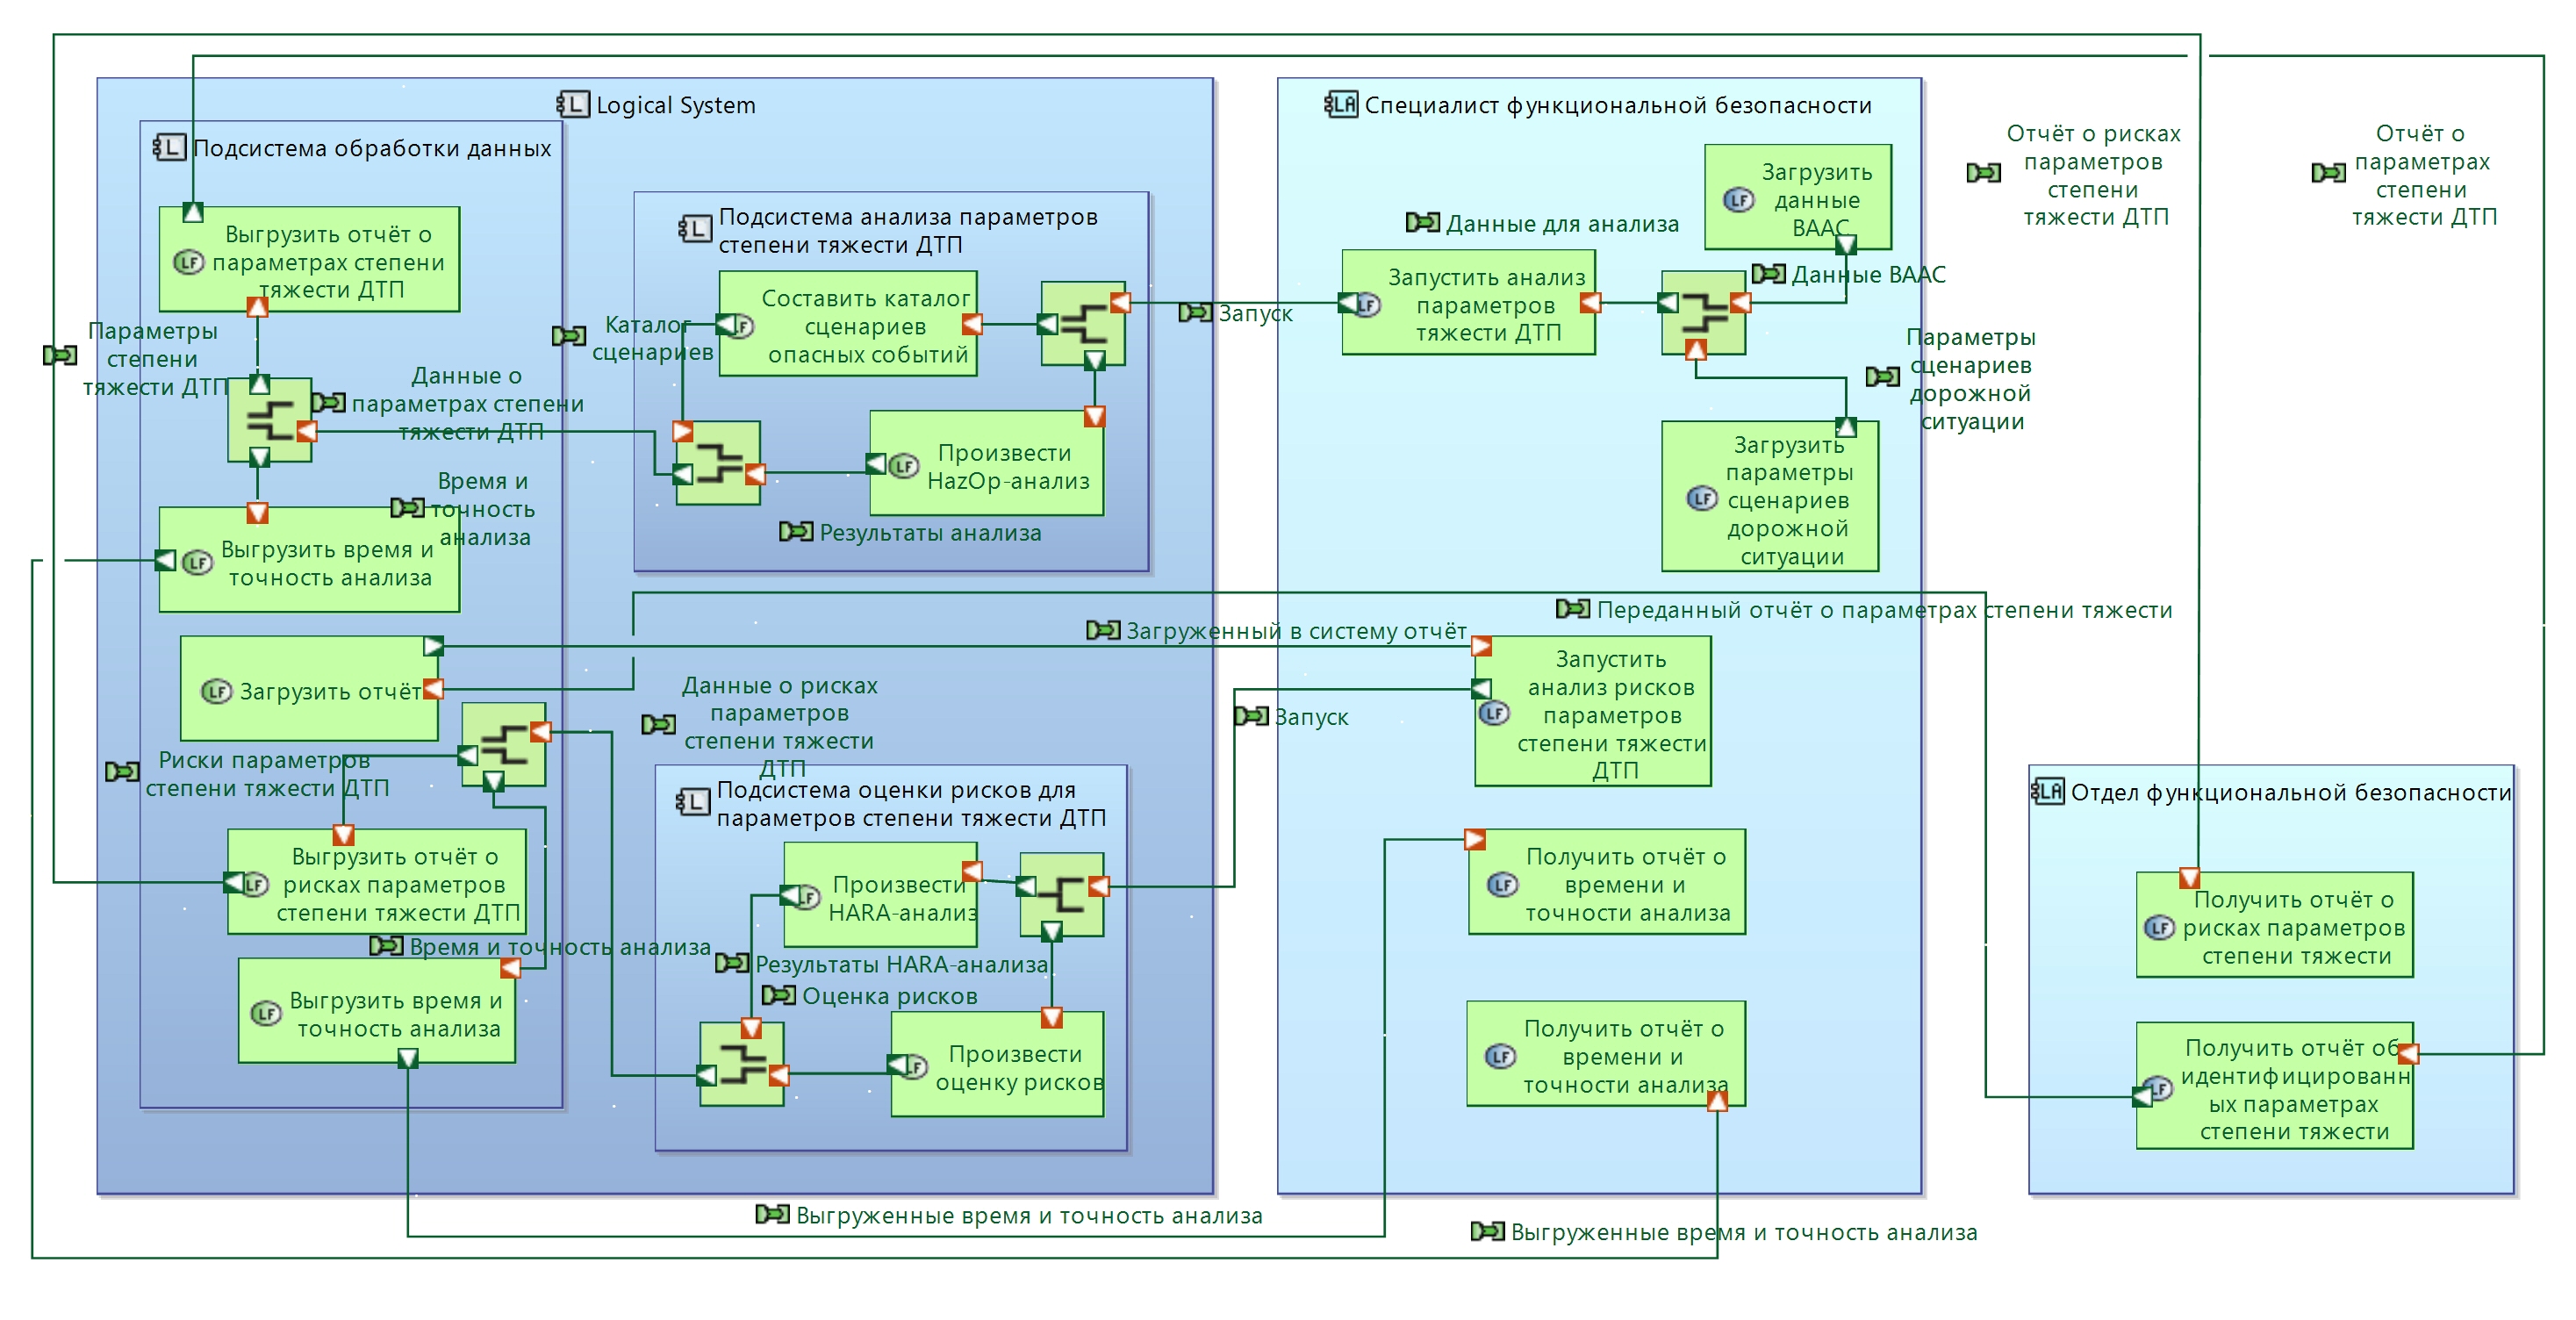 Logical System
Подсистема обработки данных
Выгрузить отчёт о
параметрах степени
тяжести ДТП
Параметры
степени
тяжести ДТП
Данные о
параметрах степени
тяжести ДТП
Время и
точность
анализа
Выгрузить время и
точность анализа
Загрузить отчёт
Риски параметров
степени тяжести ДТП
Выгрузить отчёт о
рисках параметров
степени тяжести ДТП
Время и точность анализа
Выгрузить время и
точность анализа
Подсистема анализа параметров
степени тяжести ДТП
Каталог
сценариев
Составить каталог
сценариев
опасных событий
Произвести
HazOp-анализ
Результаты анализа
Данные о рисках
параметров
степени тяжести
ДТП
Подсистема оценки рисков для
параметров степени тяжести ДТП
Произвести
HARA-анализ
Результаты HARA-анализа
Оценка рисков
Произвести
оценку рисков
Запуск
Загруженный в систему отчёт
Запуск
Специалист функциональной безопасности
Загрузить
данные
ВААС
Данные для анализа
Запустить анализ
параметров
тяжести ДТП
Данные ВААС
Параметры
сценариев
дорожной
ситуации
Загрузить
параметры
сценариев
дорожной
ситуации
Переданный отчёт о параметрах степени тяжести
Запустить
анализ рисков
параметров
степени тяжести
ДТП
Получить отчёт о
времени и
точности анализа
Получить отчёт о
времени и
точности анализа
Отчёт о рисках
параметров
степени
тяжести ДТП
Отчёт о
параметрах
степени
тяжести ДТП
Отдел функциональной безопасности
Получить отчёт о
рисках параметров
степени тяжести
Получить отчёт об
идентифицированн
ых параметрах
степени тяжести
Выгруженные время и точность анализа
Выгруженные время и точность анализа